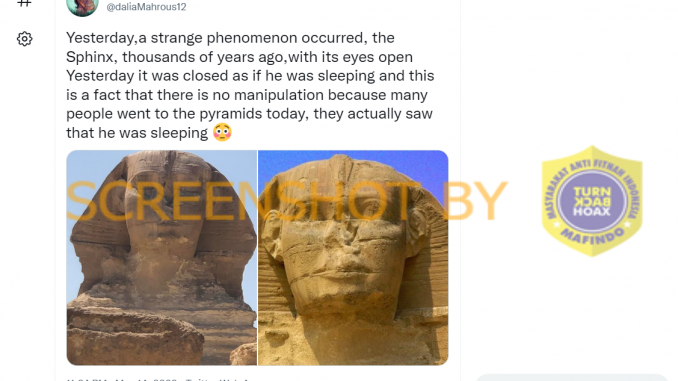 @daliaMahrous12
Yesterday,a strange phenomenon occurred, the
Sphinx, thousands of years ago,with its eyes open
Yesterday it was closed as if he was sleeping and this
is a fact that there is no manipulation because many
people went to the pyramids today, they actually saw
that he was sleeping 😳
SCREENSHOT BY
MASYARAKAT ANTI FITNAH INDONESIA
TURN
BACK
HOAX
MAFINDO